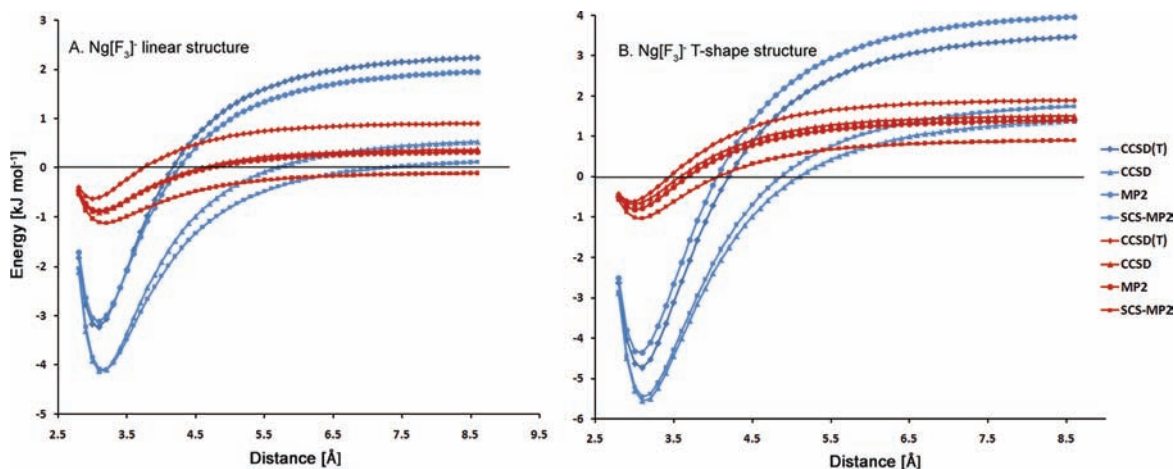 3
2
1
0
-1
-2
-3
-4
-5
Energy [kJ mol-1]
A. Ng[F3]- linear structure
2.5 3.5 4.5 5.5 6.5 7.5 8.5 9.5
Distance [Å]
4
3
2
1
0
-1
-2
-3
-4
-5
-6
B. Ng[F3]- T-shape structure
2.5 3.5 4.5 5.5 6.5 7.5 8.5
Distance [Å]
CCSD(T)
CCSD
MP2
SCS-MP2
CCSD(T)
CCSD
MP2
SCS-MP2